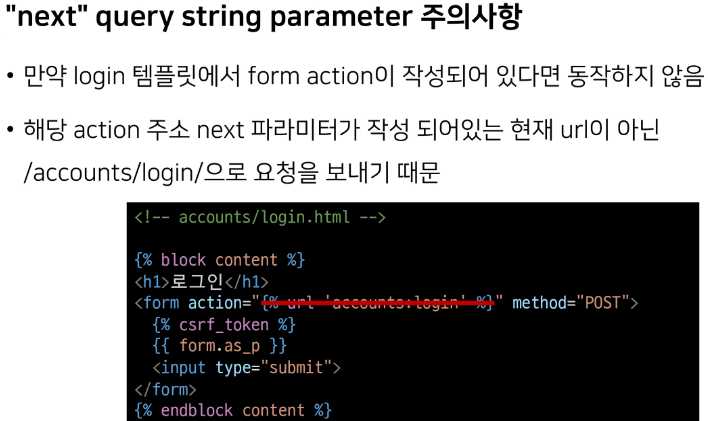 "next" query string parameter 주의사항
• 만약 login 템플릿에서 form action이 작성되어 있다면 동작하지 않음
• 해당 action 주소 next 파라미터가 작성 되어있는 현재 url이 아닌
/accounts/login/으로 요청을 보내기 때문
<!-- accounts/login.html -->
{% block content %}
<h1>로그인</h1>
<form action="{% url 'accounts:login' %}" method="POST">
{% csrf_token %}
{{ form.as_p }}
<input type="submit">
</form>
{% endblock content %}